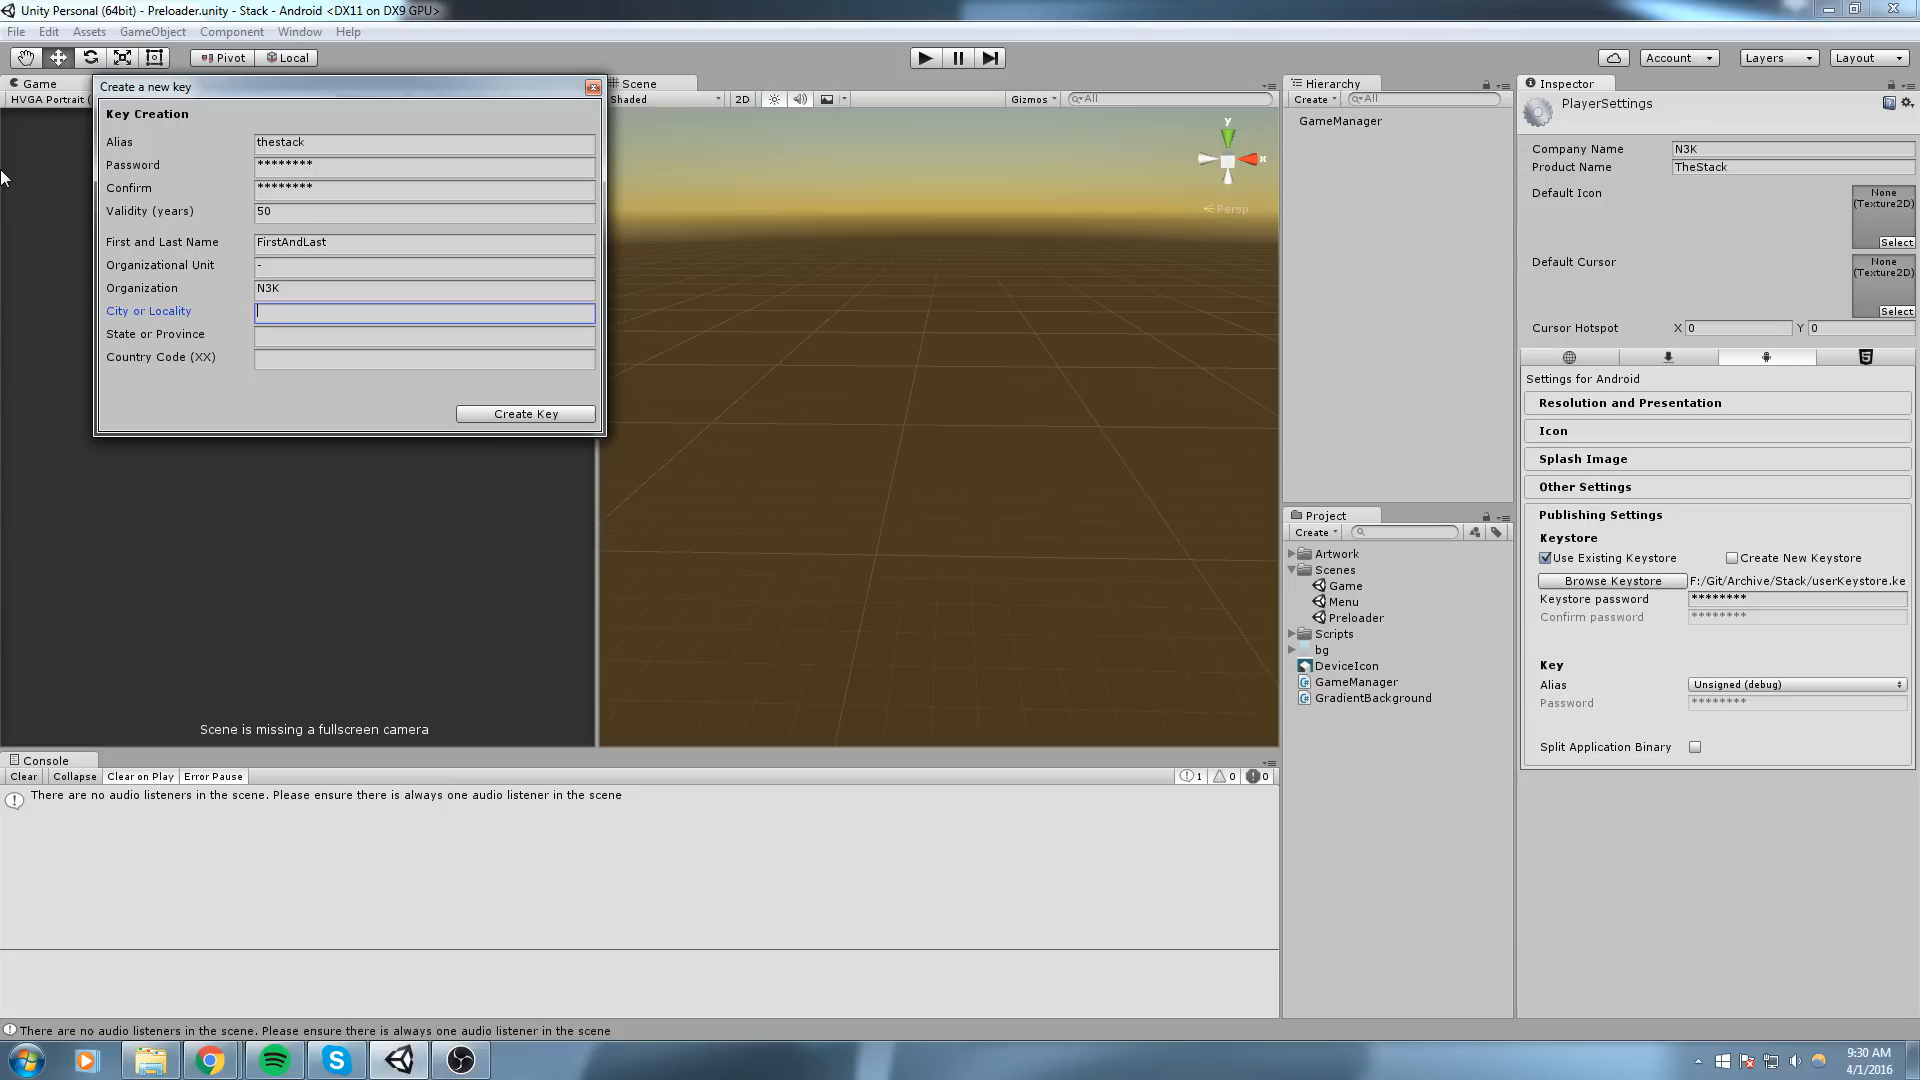 Unity Personal (64bit) - Preloader.unity - Stack - Android <DX11 on DX9 GPU>
File Edit Assets GameObject Component Window Help
Pivot Local Account Layers Layout
Game
HVGA Portrait (
Create a new key
Key Creation
Alias thestack
Password ********
Confirm ********
Validity (years) 50
First and Last Name FirstAndLast
Organizational Unit -
Organization N3K
City or Locality
State or Province
Country Code (XX)
Create Key
Scene
Shaded 2D Gizmos All
y
x
Persp
Scene is missing a fullscreen camera
Hierarchy
Create All
GameManager
Project
Create
Artwork
Scenes
Game
Menu
Preloader
Scripts
bg
DeviceIcon
GameManager
GradientBackground
Inspector
PlayerSettings
Company Name N3K
Product Name TheStack
Default Icon None
(Texture2D)
Select
Default Cursor None
(Texture2D)
Select
Cursor Hotspot X 0 Y 0
Settings for Android
Resolution and Presentation
Icon
Splash Image
Other Settings
Publishing Settings
Keystore
Use Existing Keystore Create New Keystore
Browse Keystore F:/Git/Archive/Stack/userKeystore.ke
Keystore password ********
Confirm password ********
Key
Alias Unsigned (debug)
Password ********
Split Application Binary
Console
Clear Collapse Clear on Play Error Pause 1 0 0
There are no audio listeners in the scene. Please ensure there is always one audio listener in the scene
There are no audio listeners in the scene. Please ensure there is always one audio listener in the scene
9:30 AM
4/1/2016